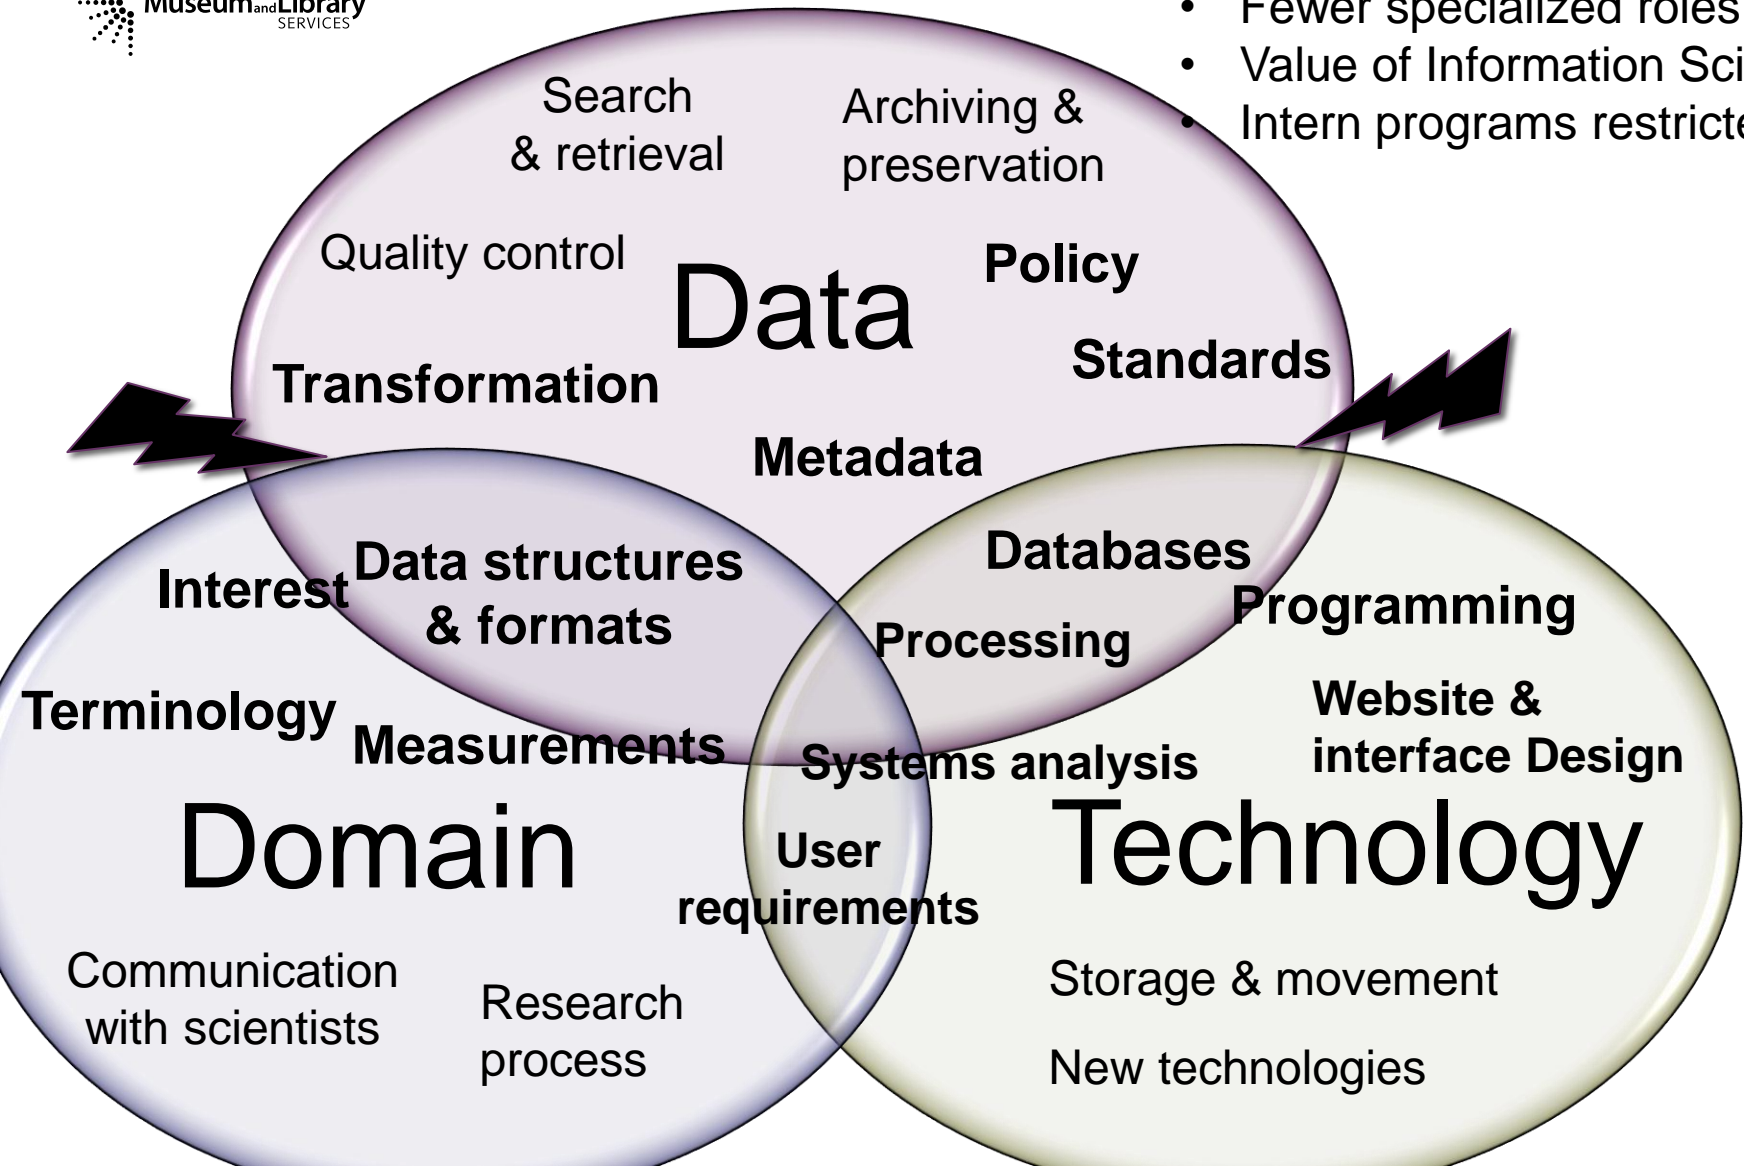 Museum and Library
SERVICES
• Fewer specialized roles
• Value of Information
• Intern programs
Search
& retrieval
Archiving &
preservation
Quality control
Policy
Data
Standards
Transformation
Metadata
Data structures
& formats
Interest
Databases
Programming
Processing
Terminology
Measurements
Website &
interface Design
Systems analysis
Domain
User
requirements
Technology
Communication
with scientists
Research
process
Storage & movement
New technologies